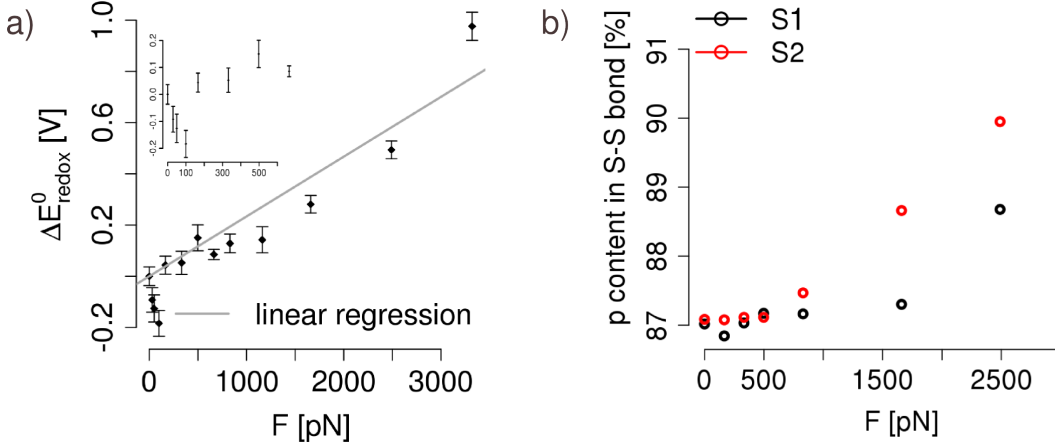 a)
ΔE⁰redox [V]
1.0
0.6
0.2
-0.2
0.2
0.1
0.0
-0.1
-0.2
0 100 300 500
linear regression
0 1000 2000 3000
F [pN]
b)
p content in S-S bond [%]
S1
S2
91
90
89
88
87
0 500 1500 2500
F [pN]